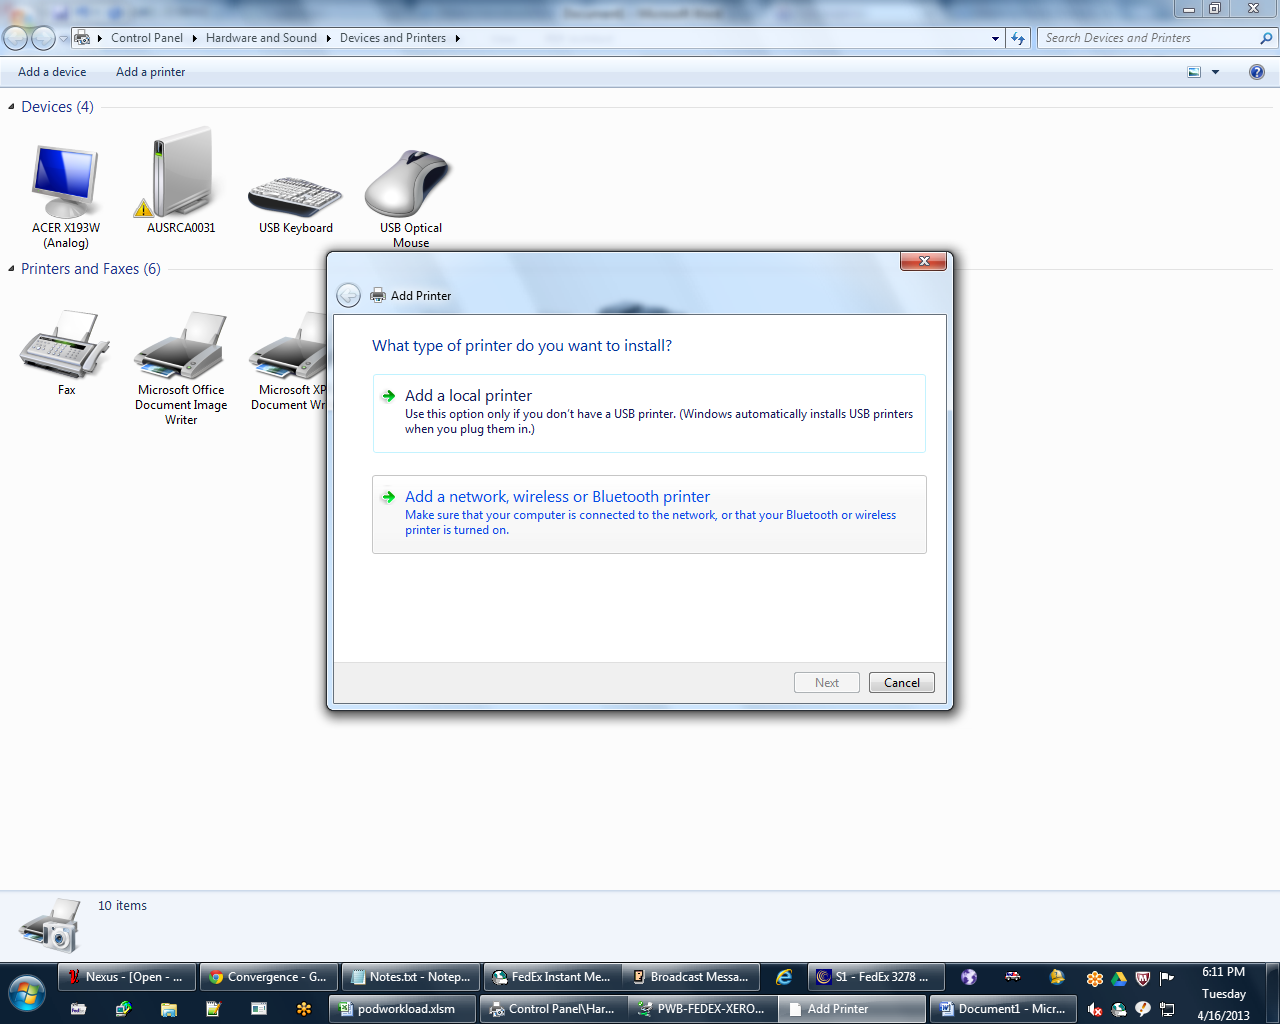 Control Panel
Hardware and Sound
Devices and Printers
Search Devices and Printers
Add a device
Add a printer
Devices (4)
ACER X193W
(Analog)
AUSRCA0031
USB Keyboard
USB Optical
Mouse
Printers and Faxes (6)
Fax
Microsoft Office
Document Image
Writer
Microsoft XP
Document Wr
Add Printer
What type of printer do you want to install?
Add a local printer
Use this option only if you don't have a USB printer. (Windows automatically installs USB printers
when you plug them in.)
Add a network, wireless or Bluetooth printer
Make sure that your computer is connected to the network, or that your Bluetooth or wireless
printer is turned on.
Next
Cancel
10 items
Nexus - [Open - ...
Convergence - G...
Notes.txt - Notep...
FedEx Instant Me...
Broadcast Messa...
S1 - FedEx 3278 ...
6:11 PM
Tuesday
4/16/2013
podworkload.xlsm
Control Panel\Har...
PWB-FEDEX-XERO...
Add Printer
Document1 - Micr...